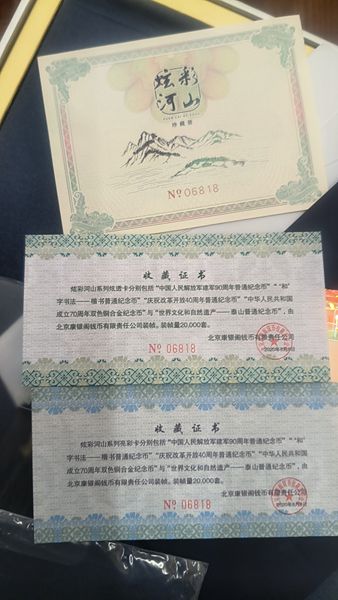 炫彩
河山
珍藏册
№ 06818
收藏证书
炫彩河山系列炫透卡分别包括“中国人民解放军建军90周年普通纪念币”“和”
字书法——楷书普通纪念币”“庆祝改革开放40周年普通纪念币”“中华人民共和国
成立70周年双色铜合金纪念币”与“世界文化和自然遗产——泰山普通纪念币”，由
北京康银阁钱币有限责任公司装帧。装帧量20,000套。
北京康银阁钱币有限责任公司
№ 06818
收藏证书
炫彩河山系列亮彩卡分别包括“中国人民解放军建军90周年普通纪念币”“和”
字书法——楷书普通纪念币”“庆祝改革开放40周年普通纪念币”“中华人民共和国
成立70周年双色铜合金纪念币”与“世界文化和自然遗产——泰山普通纪念币”，由
北京康银阁钱币有限责任公司装帧。装帧量20,000套。
北京康银阁钱币有限责任公司
№ 06818